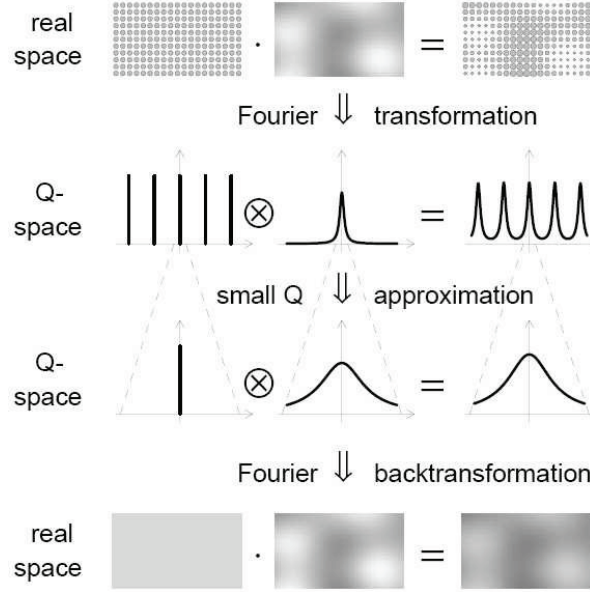 real
space
·
=
Fourier ⇓ transformation
Q-
space
⊗
=
small Q ⇓ approximation
Q-
space
⊗
=
Fourier ⇓ backtransformation
real
space
·
=